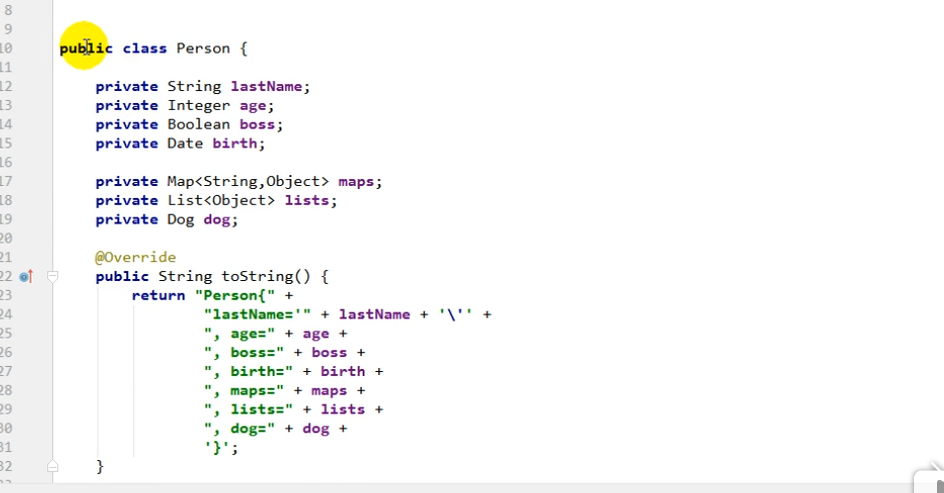 8
9
10 public class Person {
11
12 private String lastName;
13 private Integer age;
14 private Boolean boss;
15 private Date birth;
16
17 private Map<String,Object> maps;
18 private List<Object> lists;
19 private Dog dog;
20
21 @Override
22 public String toString() {
23 return "Person{" +
24 "lastName='" + lastName + '\'' +
25 ", age=" + age +
26 ", boss=" + boss +
27 ", birth=" + birth +
28 ", maps=" + maps +
29 ", lists=" + lists +
30 ", dog=" + dog +
31 '}';
32 }